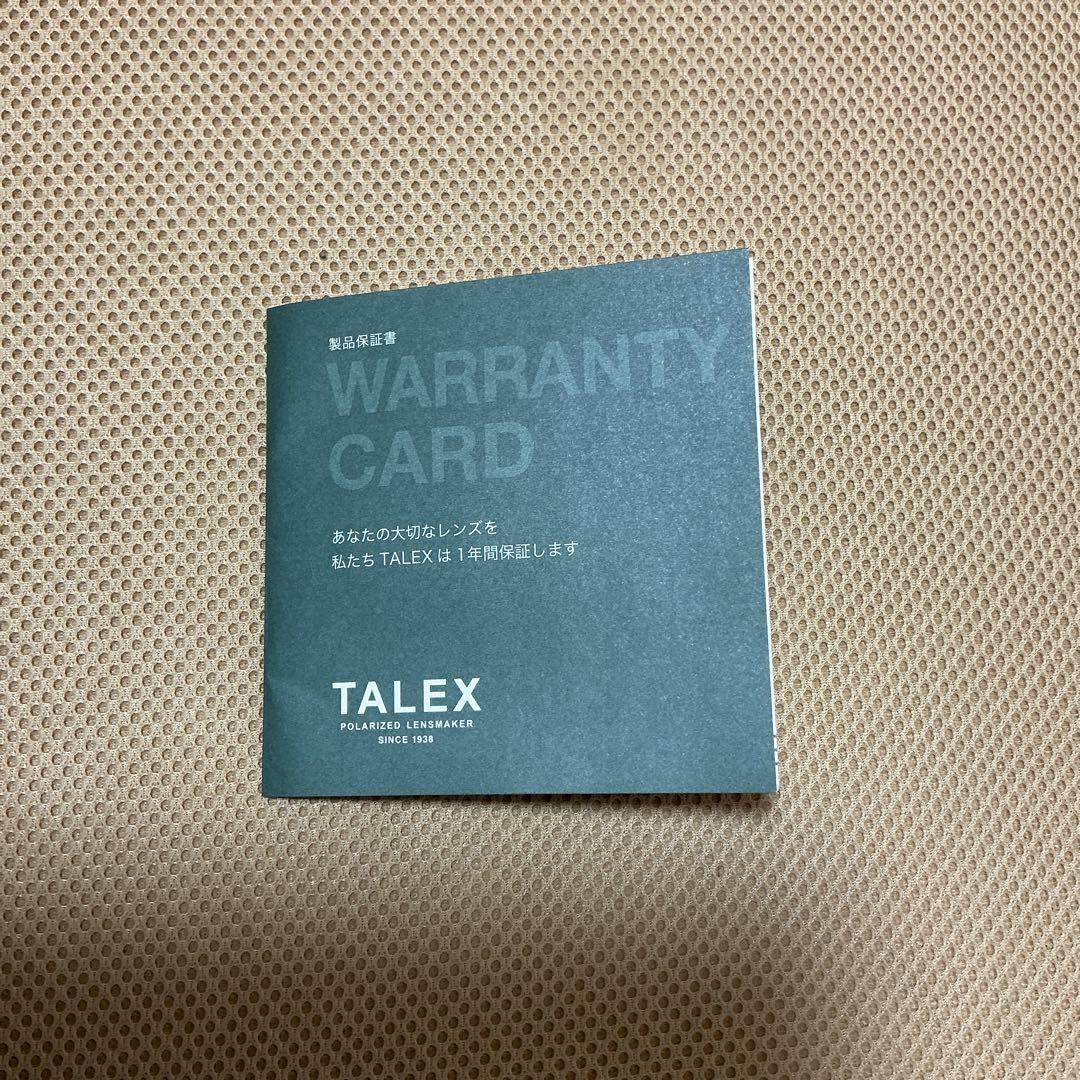 製品保証書
WARRANTY
CARD
あなたの大切なレンズを
私たち TALEX は 1年間保証します
TALEX
POLARIZED LENSMAKER
SINCE 1938